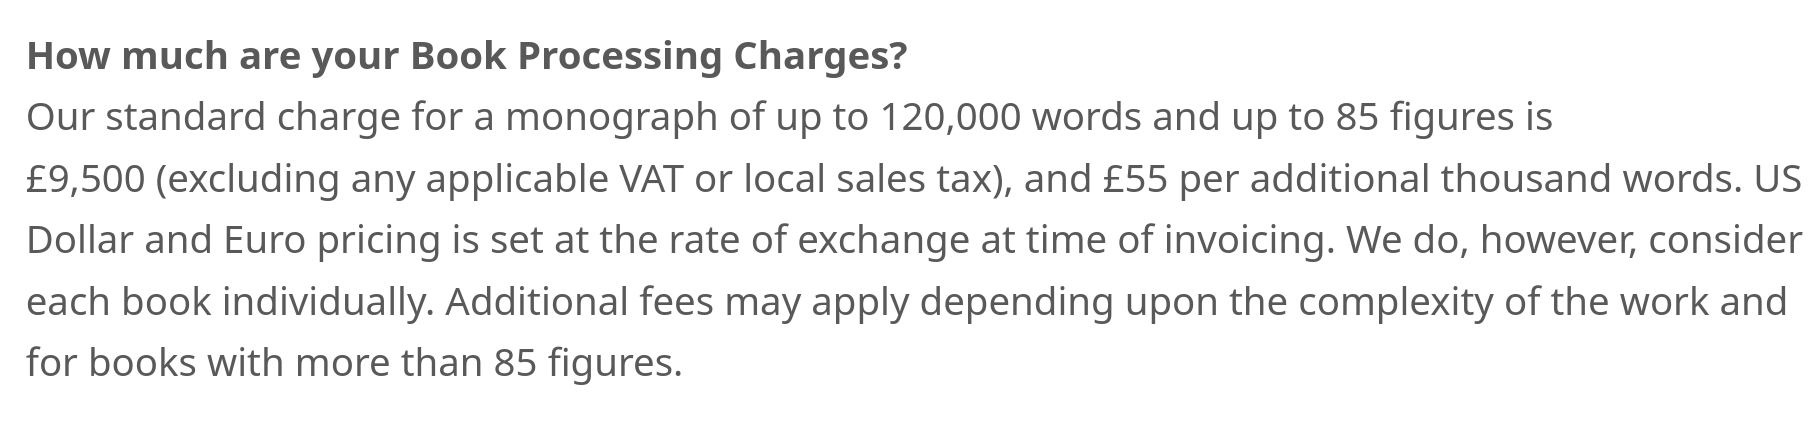 How much are your Book Processing Charges?
Our standard charge for a monograph of up to 120,000 words and up to 85 figures is
£9,500 (excluding any applicable VAT or local sales tax), and £55 per additional thousand words. US
Dollar and Euro pricing is set at the rate of exchange at time of invoicing. We do, however, consider
each book individually. Additional fees may apply depending upon the complexity of the work and
for books with more than 85 figures.